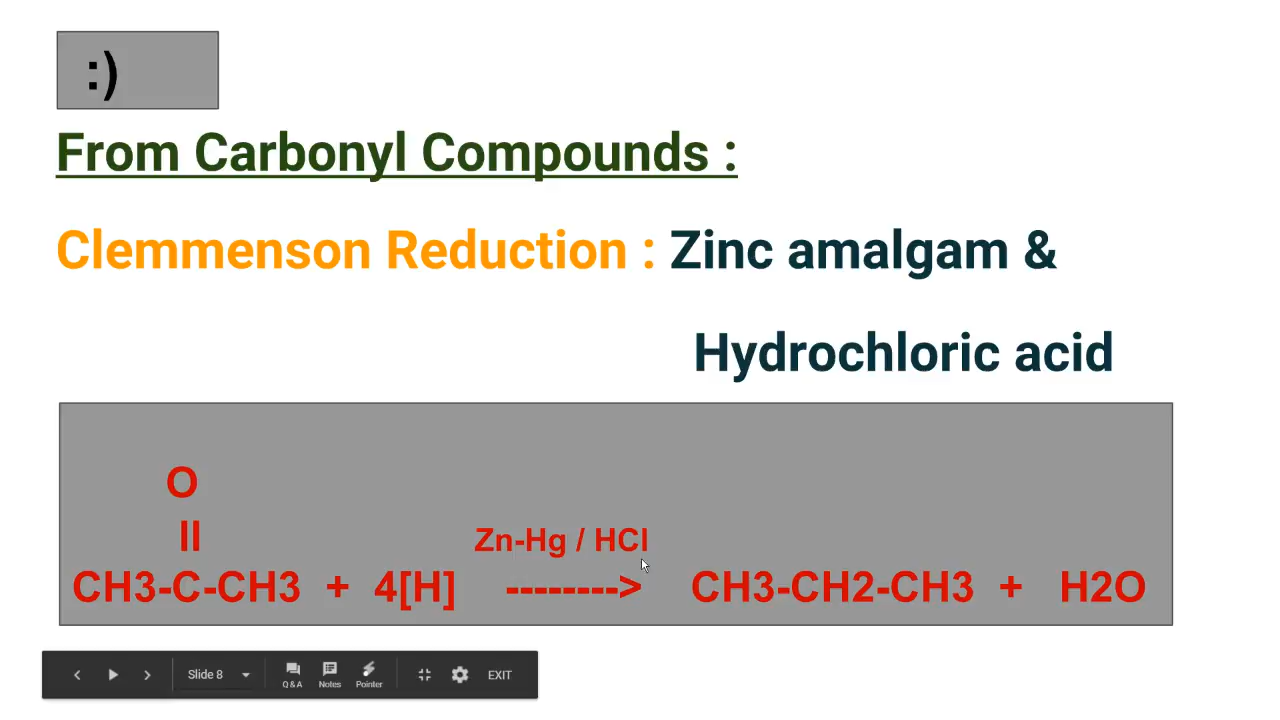 :)
From Carbonyl Compounds :
Clemmenson Reduction : Zinc amalgam &
Hydrochloric acid
O
II
Zn-Hg / HCl
CH3-C-CH3 + 4[H] --------> CH3-CH2-CH3 + H2O
Slide 8
Q & A
Notes
Pointer
EXIT